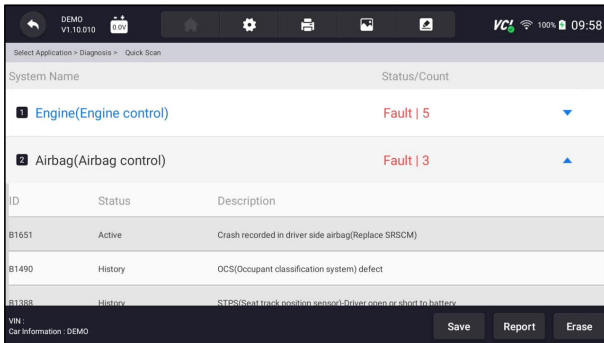 DEMO
V1.10.010
0.0V
VCI
100%
09:58
Select Application > Diagnosis > Quick Scan
System Name Status/Count
1 Engine(Engine control) Fault | 5
2 Airbag(Airbag control) Fault | 3
ID Status Description
B1651 Active Crash recorded in driver side airbag(Replace SRSCM)
B1490 History OCS(Occupant classification system) defect
B1388 History STPS(Seat track position sensor)-Driver open or short to battery
VIN :
Car Information : DEMO
Save Report Erase